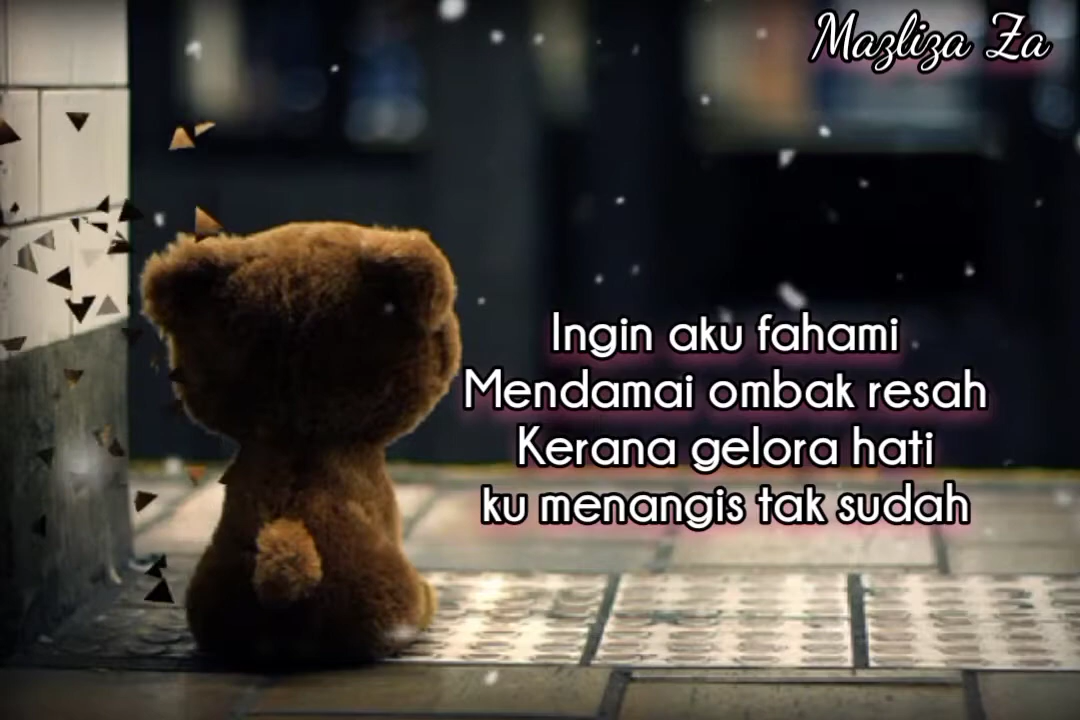 Mazliza Za
Ingin aku fahami
Mendamai ombak resah
Kerana gelora hati
ku menangis tak sudah